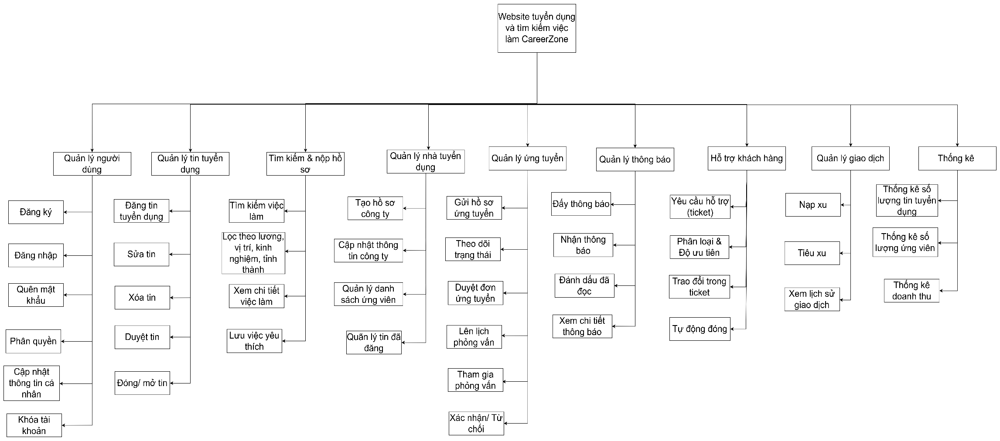 Website tuyển dụng
và tìm kiếm việc
làm CareerZone
Quản lý người
dùng
Đăng ký
Đăng nhập
Quên mật
khẩu
Phân quyền
Cập nhật
thông tin cá
nhân
Khóa tài
khoản
Quản lý tin tuyển
dụng
Đăng tin
tuyển dụng
Sửa tin
Xóa tin
Duyệt tin
Đóng/ mở tin
Tìm kiếm & nộp hồ
sơ
Tìm kiếm việc
làm
Lọc theo lương,
vị trí, kinh
nghiệm, tỉnh
thành
Xem chi tiết
việc làm
Lưu việc yêu
thích
Quản lý nhà tuyển
dụng
Tạo hồ sơ
công ty
Cập nhật thông
tin công ty
Quản lý danh
sách ứng viên
Quãn lý tin đã
đăng
Quản lý ứng tuyển
Gửi hồ sơ
ứng tuyển
Theo dõi
trạng thái
Duyệt đơn
ứng tuyển
Lên lịch
phỏng vấn
Tham gia
phỏng vấn
Xác nhận/ Từ
chối
Quản lý thông báo
Đẩy thông báo
Nhận thông
báo
Đánh dấu đã
đọc
Xem chi tiết
thông báo
Hỗ trợ khách hàng
Yêu cầu hỗ trợ
(ticket)
Phân loại &
Độ ưu tiên
Trao đổi trong
ticket
Tự động đóng
Quản lý giao dịch
Nạp xu
Tiêu xu
Xem lịch sử
giao dịch
Thống kê
Thống kê số
lượng tin tuyển
dụng
Thống kê số
lượng ứng viên
Thống kê
doanh thu